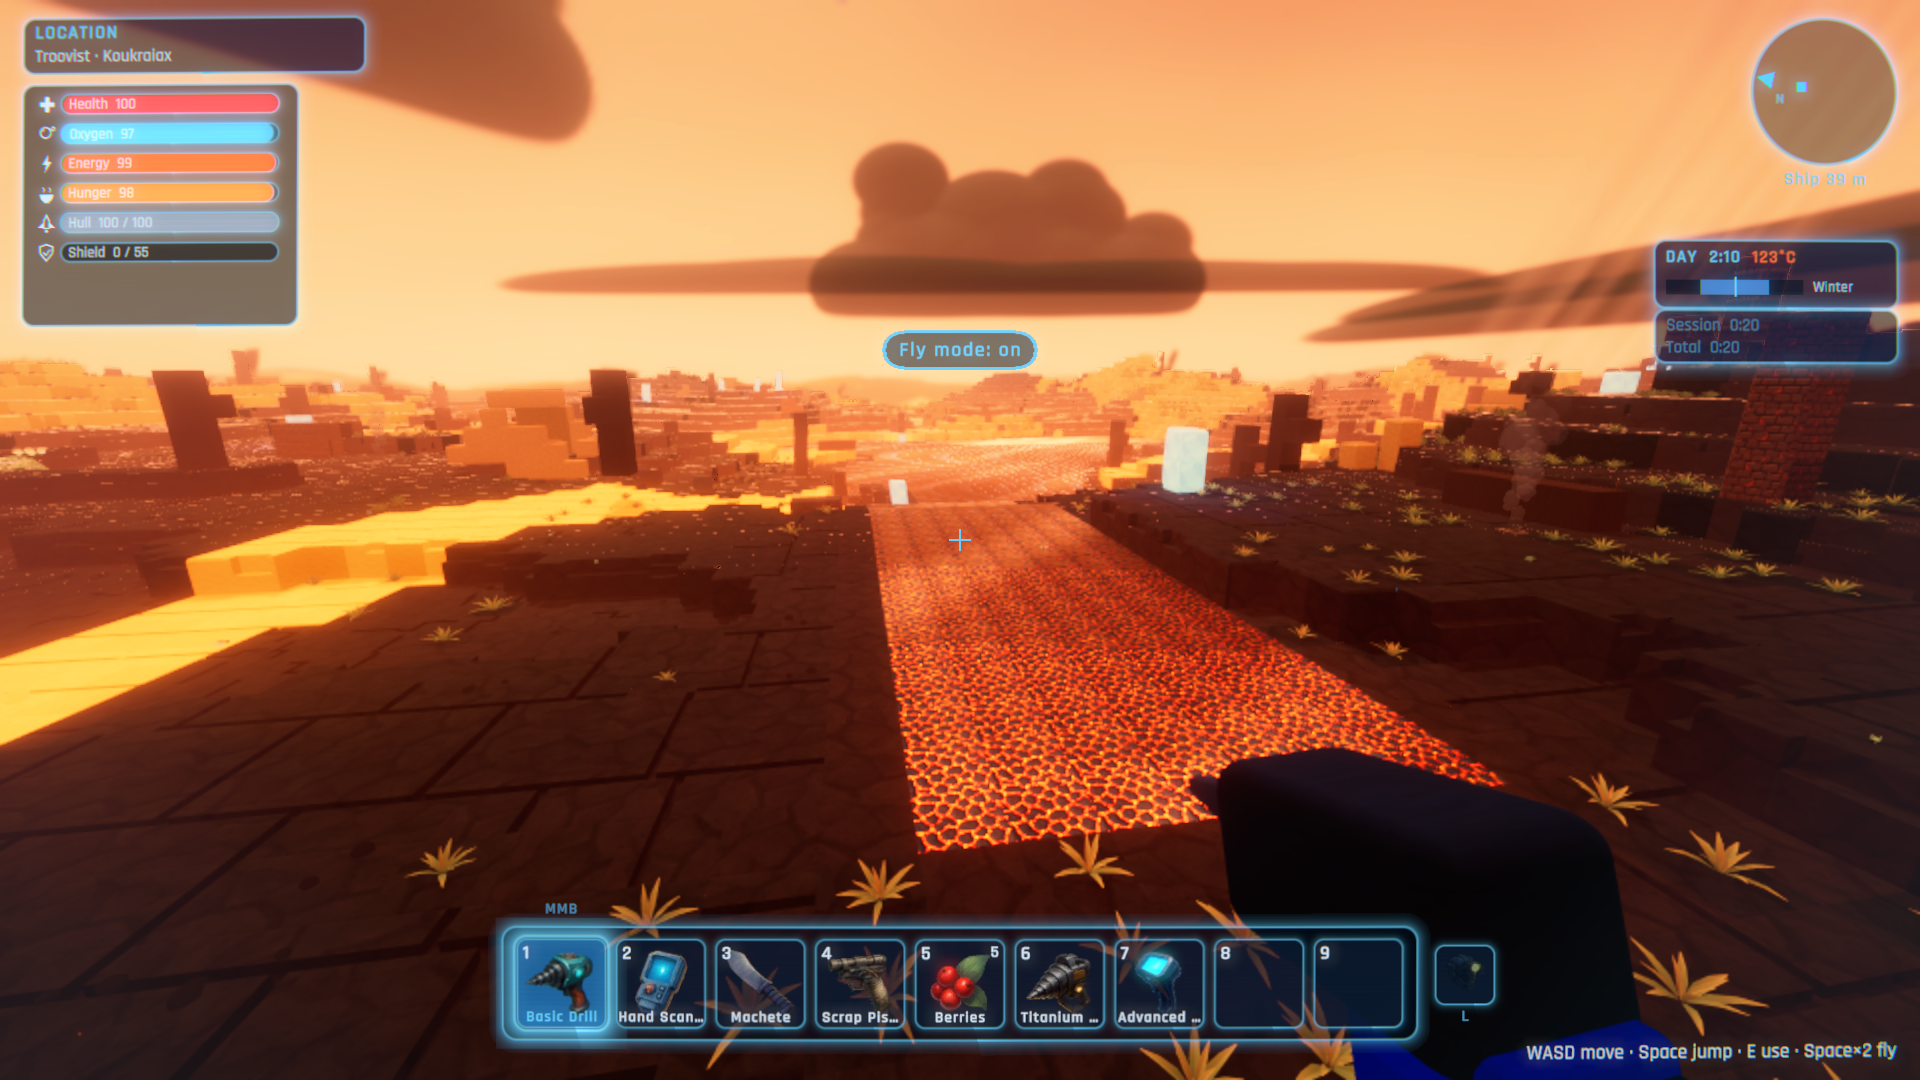 LOCATION
Troovist · Koukralax
Health 100
Oxygen 97
Energy 99
Hunger 98
Hull 100 / 100
Shield 0 / 55
N
Ship 39 m
DAY 2:10 123°C
Winter
Session 0:20
Total 0:20
Fly mode: on
MMB
1 Basic Drill
2 Hand Scan...
3 Machete
4 Scrap Pis...
5 5 Berries
6 Titanium ...
7 Advanced ...
8
9
L
WASD move · Space jump · E use · Space×2 fly